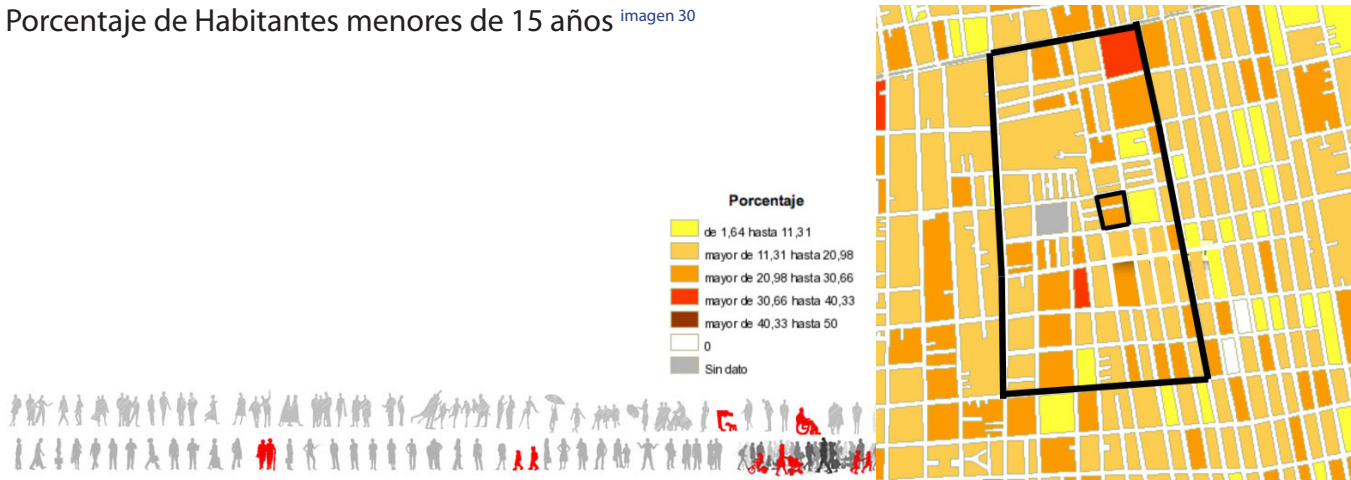 Porcentaje de Habitantes menores de 15 años imagen 30
Porcentaje
de 1,64 hasta 11,31
mayor de 11,31 hasta 20,98
mayor de 20,98 hasta 30,66
mayor de 30,66 hasta 40,33
mayor de 40,33 hasta 50
0
Sin dato